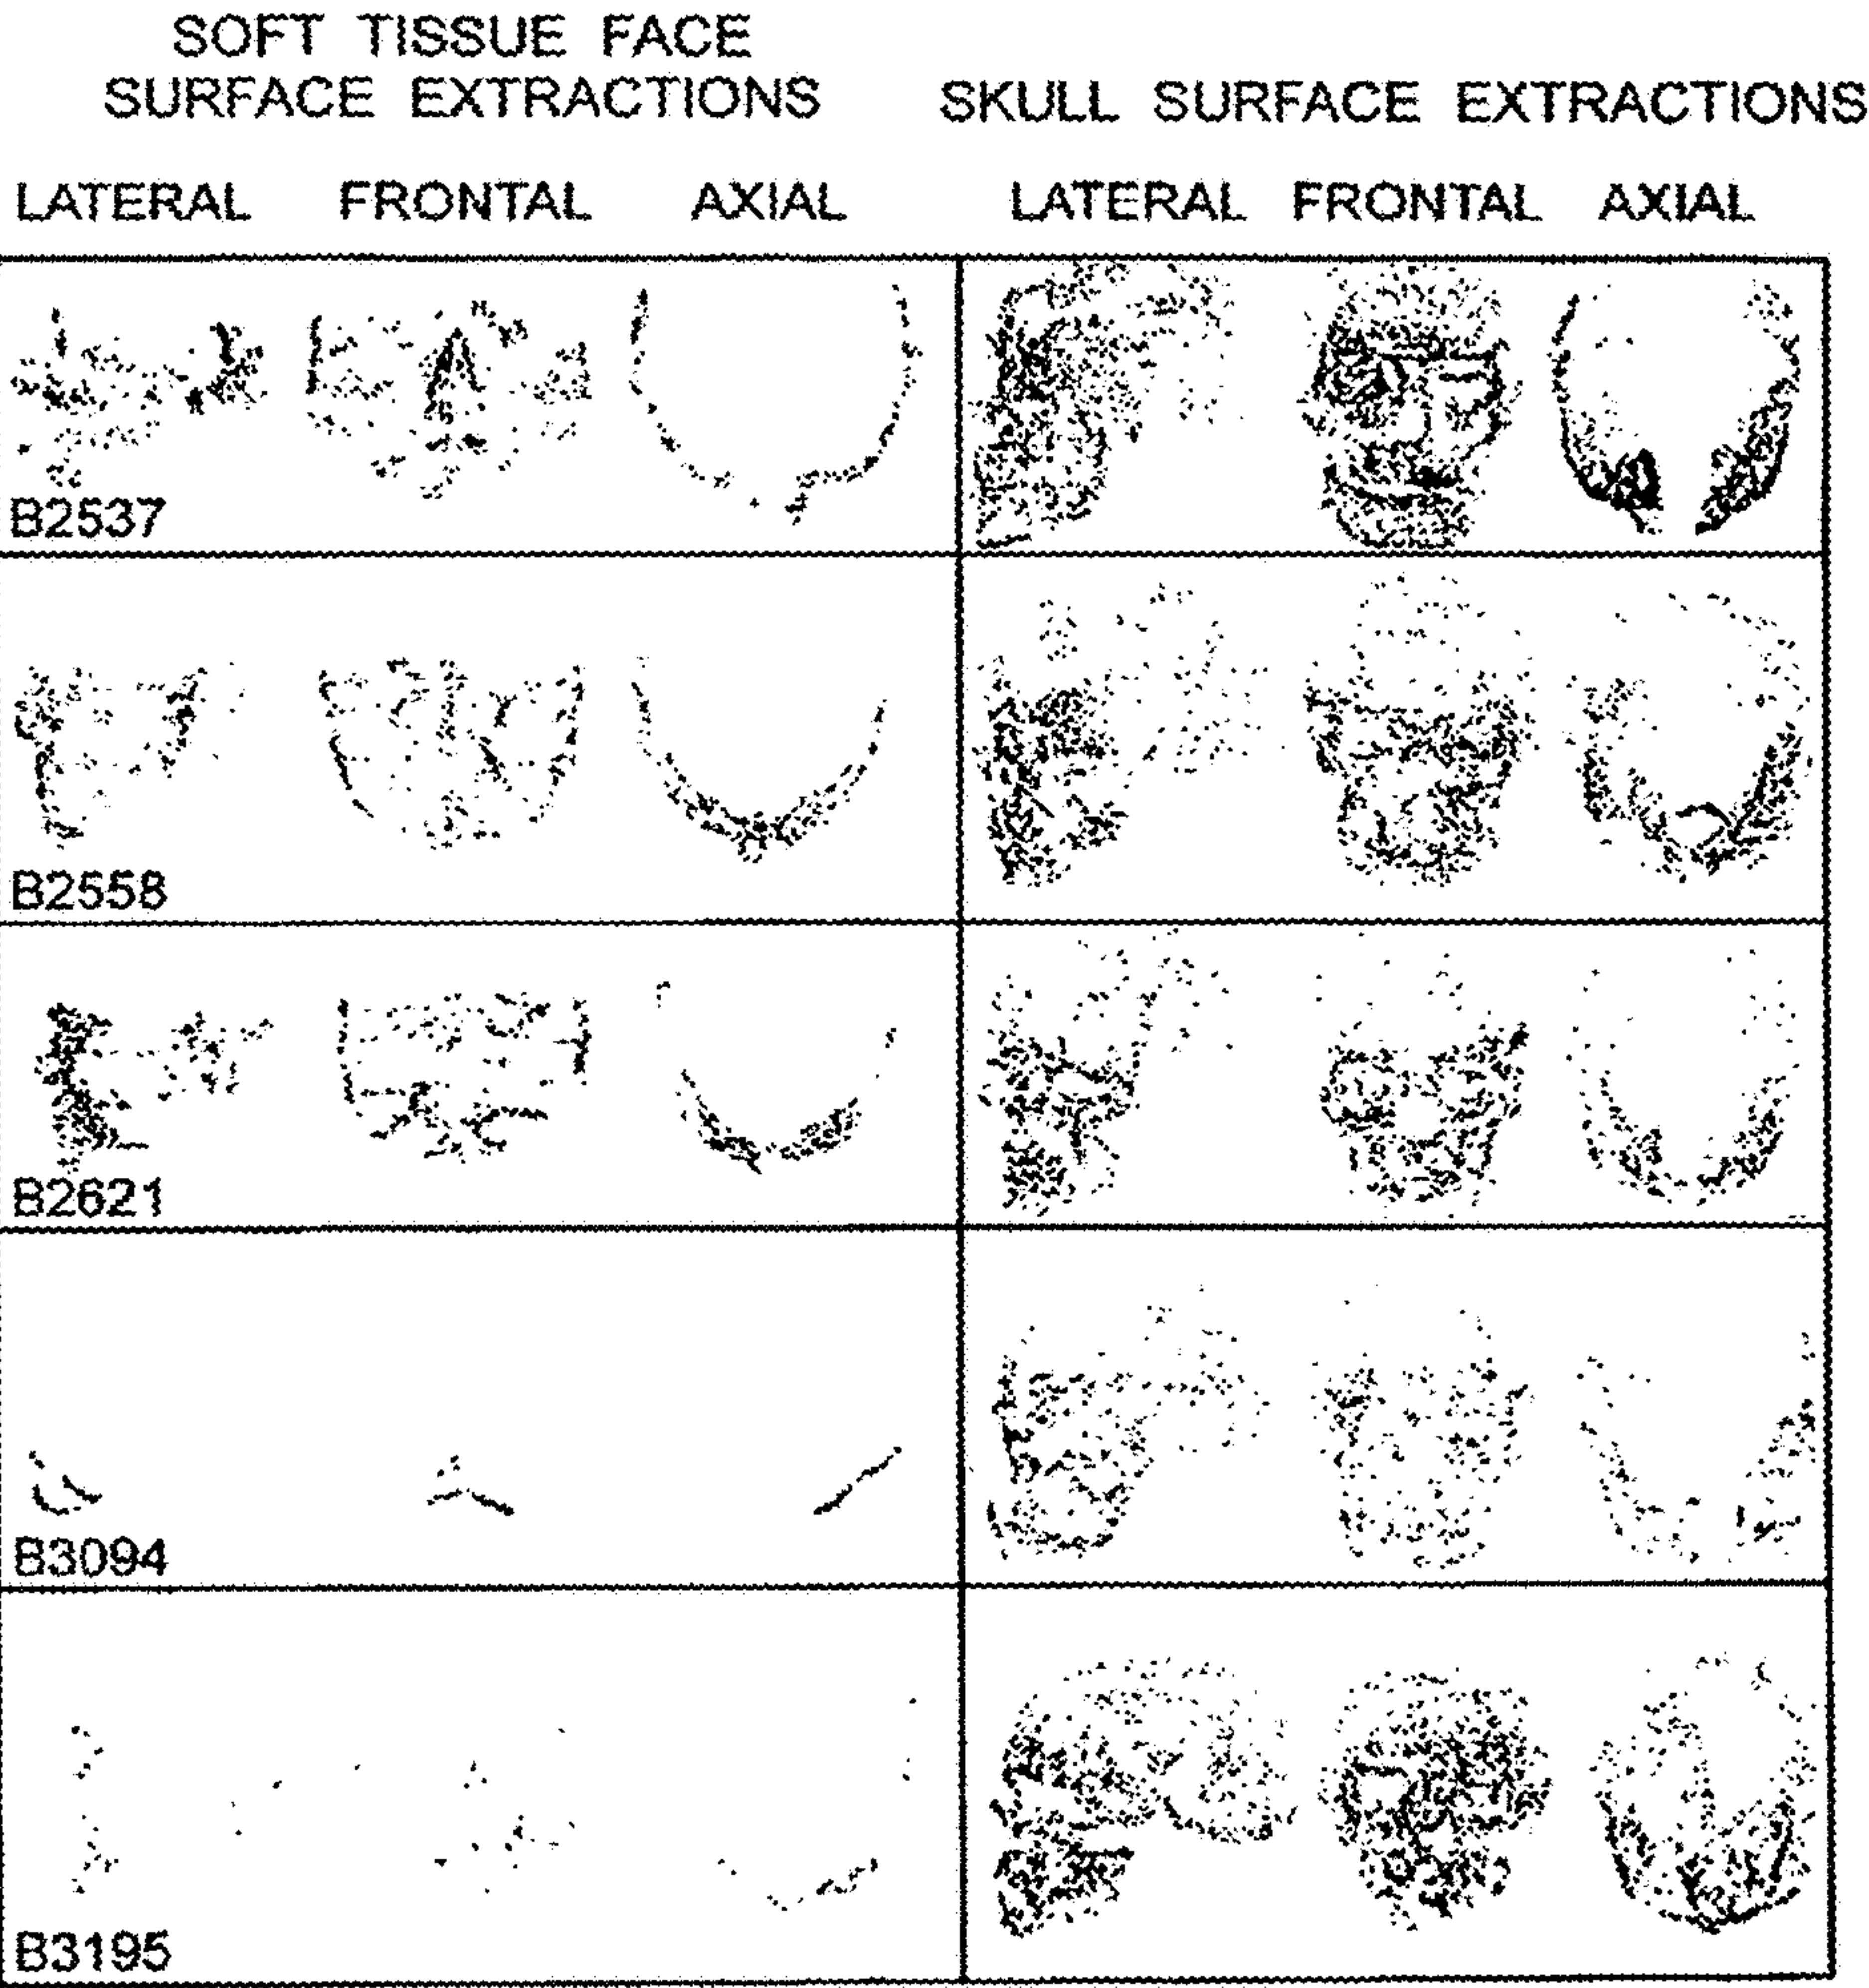 SOFT TISSUE FACE
SURFACE EXTRACTIONS
SKULL SURFACE EXTRACTIONS
LATERAL FRONTAL AXIAL LATERAL FRONTAL AXIAL
B2537
B2558
B2621
B3094
B3195